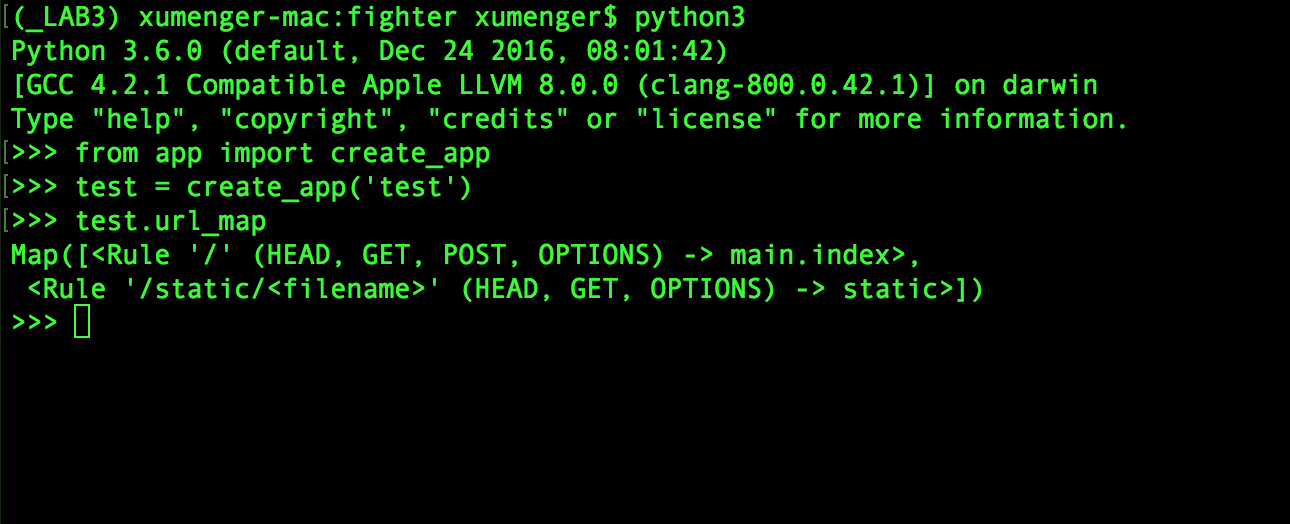 [(_LAB3) xumenger-mac:fighter xumenger$ python3
Python 3.6.0 (default, Dec 24 2016, 08:01:42)
[GCC 4.2.1 Compatible Apple LLVM 8.0.0 (clang-800.0.42.1)] on darwin
Type "help", "copyright", "credits" or "license" for more information.
[>>> from app import create_app
[>>> test = create_app('test')
[>>> test.url_map
Map([<Rule '/' (HEAD, GET, POST, OPTIONS) -> main.index>,
 <Rule '/static/<filename>' (HEAD, GET, OPTIONS) -> static>])
>>>